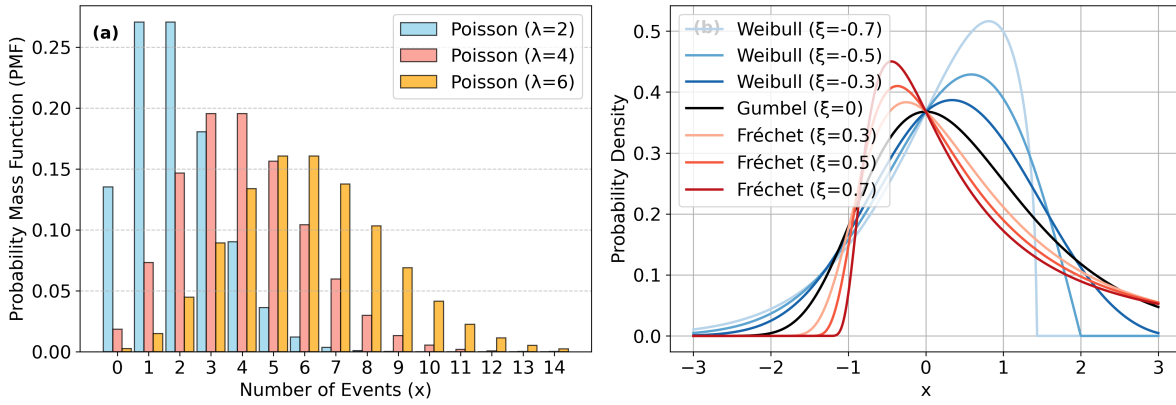 (a)
Poisson (λ=2)
Poisson (λ=4)
Poisson (λ=6)
Probability Mass Function (PMF)
0.25
0.20
0.15
0.10
0.05
0.00
0 1 2 3 4 5 6 7 8 9 10 11 12 13 14
Number of Events (x)
(b)
Weibull (ξ=-0.7)
Weibull (ξ=-0.5)
Weibull (ξ=-0.3)
Gumbel (ξ=0)
Fréchet (ξ=0.3)
Fréchet (ξ=0.5)
Fréchet (ξ=0.7)
Probability Density
0.5
0.4
0.3
0.2
0.1
0.0
−3 −2 −1 0 1 2 3
x